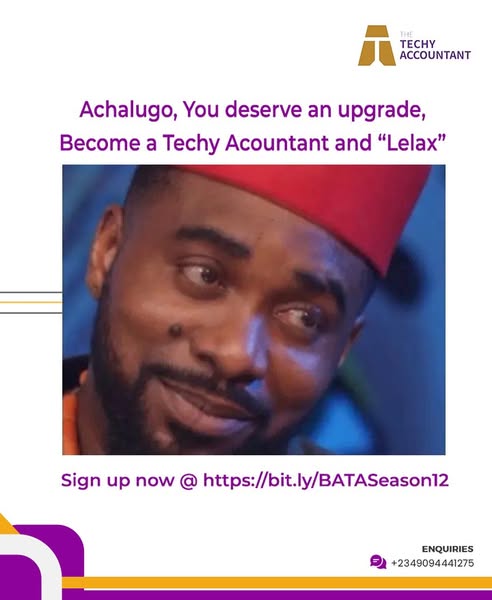 THE
TECHY
ACCOUNTANT
Achalugo, You deserve an upgrade,
Become a Techy Acountant and “Lelax”
Sign up now @ https://bit.ly/BATASeason12
ENQUIRIES
+2349094441275